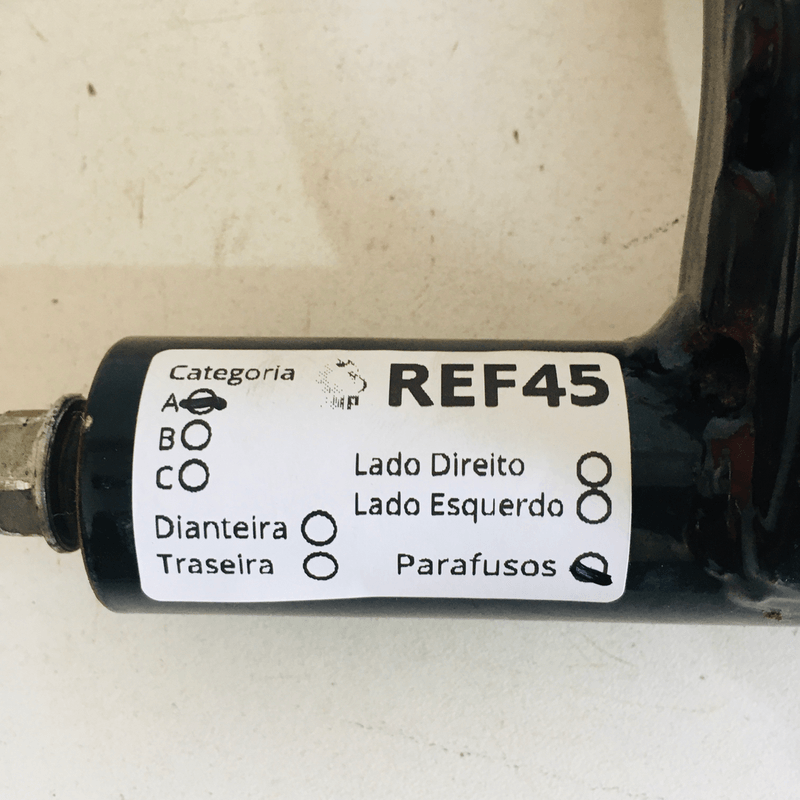 Categoria
REF45
A
B
C
Lado Direito
Lado Esquerdo
Dianteira
Traseira
Parafusos